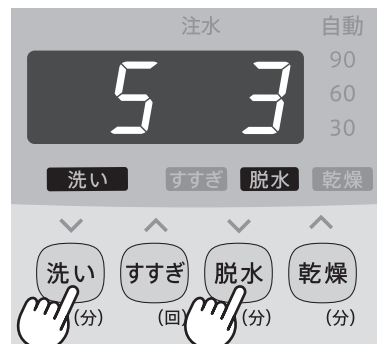 注水 自動
5 3 90
60
30
洗い すすぎ 脱水 乾燥
洗い すすぎ 脱水 乾燥
(分) (回) (分) (分)